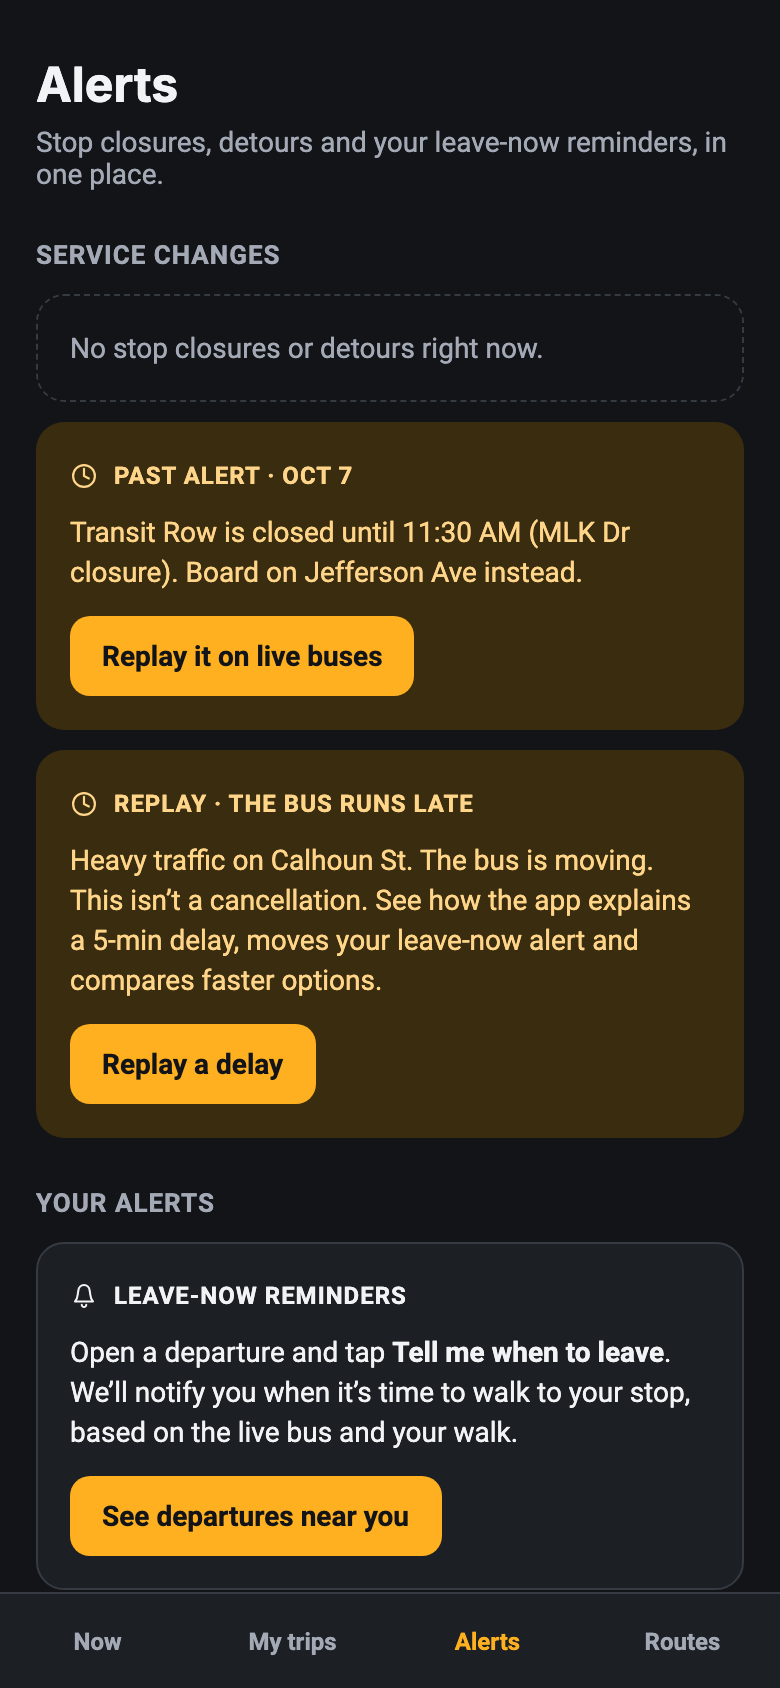 Alerts
Stop closures, detours and your leave-now reminders, in
one place.
SERVICE CHANGES
No stop closures or detours right now.
PAST ALERT · OCT 7
Transit Row is closed until 11:30 AM (MLK Dr
closure). Board on Jefferson Ave instead.
Replay it on live buses
REPLAY · THE BUS RUNS LATE
Heavy traffic on Calhoun St. The bus is moving.
This isn’t a cancellation. See how the app explains
a 5-min delay, moves your leave-now alert and
compares faster options.
Replay a delay
YOUR ALERTS
LEAVE-NOW REMINDERS
Open a departure and tap Tell me when to leave.
We’ll notify you when it’s time to walk to your stop,
based on the live bus and your walk.
See departures near you
Now
My trips
Alerts
Routes